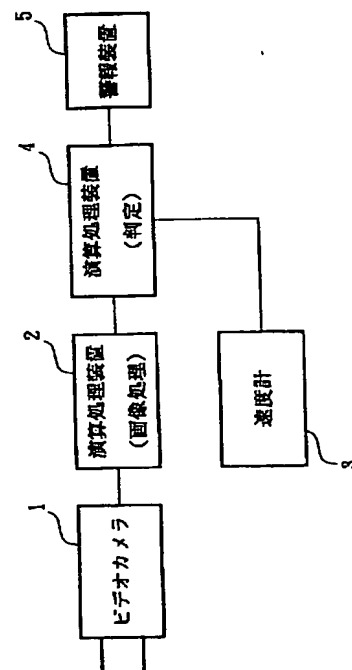 1
ビデオカメラ
2
演算処理装置
(画像処理)
3
速度計
4
演算処理装置
(判定)
5
警報装置